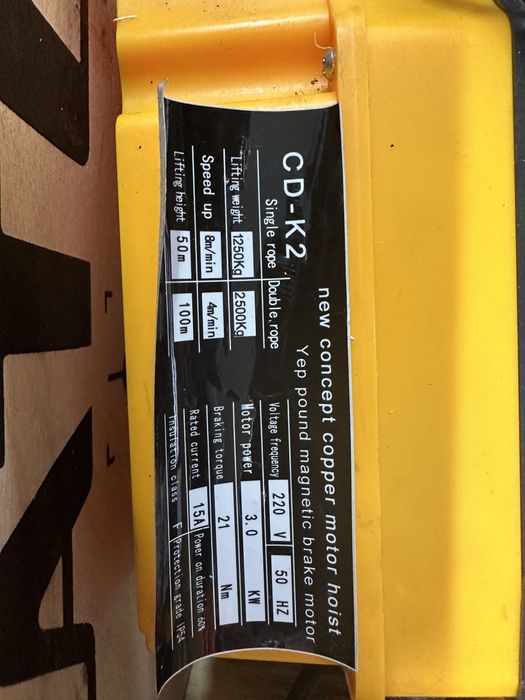 new concept copper motor hoist
CD-K2 Yep pound magnetic brake motor
Single rope Double.rope
Lifting weight 1250Kg 2500Kg
Speed up 8m/min 4m/min
Lifting height 50m 100m
Voltage frequency 220 V 50 HZ
Motor power 3.0 KW
Braking torque 21 Nm
Rated current 15A Power on duration 60%
Insulation class F Protection grade IP54